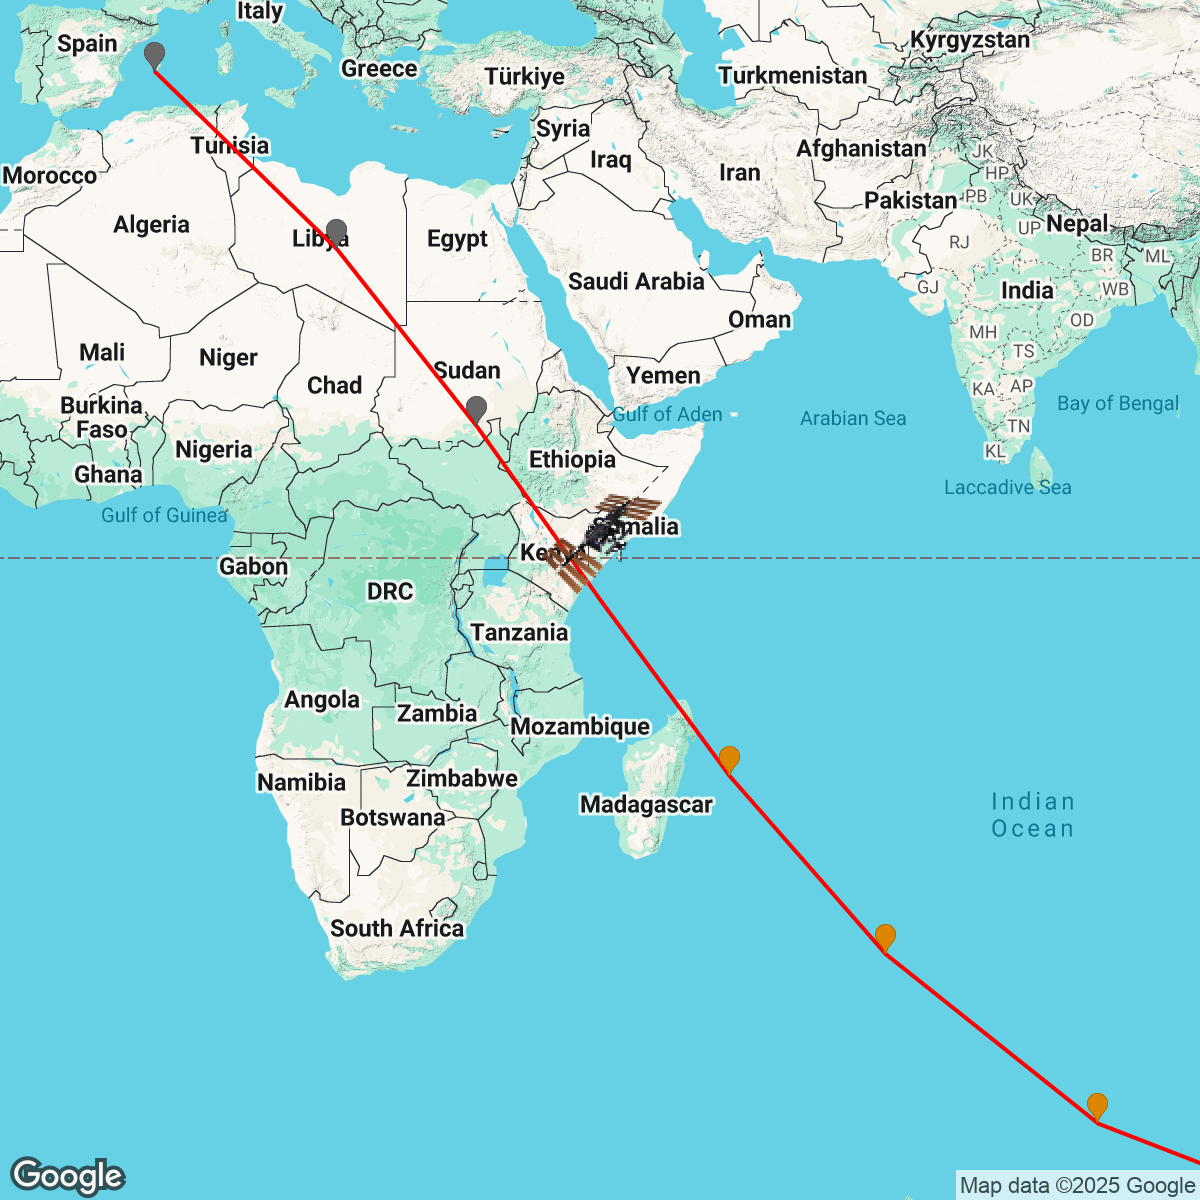 Italy
Spain
Kyrgyzstan
Greece
Türkiye
Turkmenistan
Syria
Tunisia
Afghanistan
JK
Iraq
Iran
HP
Morocco
Pakistan
PB
UK
Algeria
Nepal
UP
Libya
Egypt
RJ
BR
ML
Saudi Arabia
GJ
India
WB
Oman
OD
MH
Mali
Niger
TS
Sudan
Yemen
Chad
KA
AP
Burkina
Faso
Gulf of Aden
Arabian Sea
Bay of Bengal
TN
Nigeria
KL
Ethiopia
Ghana
Laccadive Sea
Gulf of Guinea
Somalia
Gabon
DRC
Tanzania
Angola
Zambia
Mozambique
Zimbabwe
Namibia
Madagascar
Indian
Ocean
Botswana
South Africa
Google
Map data ©2025 Google